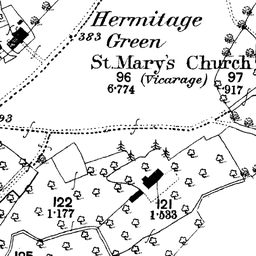 Hermitage
.383 Green
St. Mary's Church
96 (Vicarage) 97
6·774 ·917
93
122 121
1·177 1·583